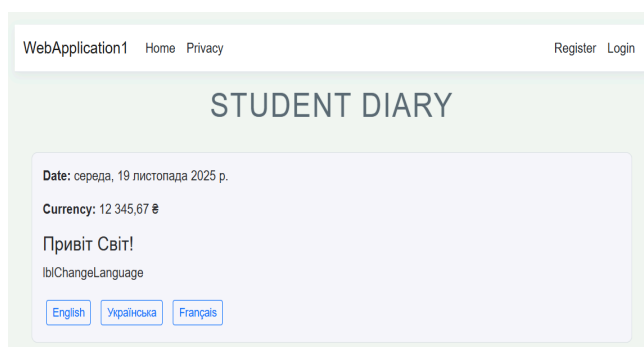 WebApplication1 Home Privacy Register Login
STUDENT DIARY
Date: середа, 19 листопада 2025 р.
Currency: 12 345,67 ₴
Привіт Світ!
lblChangeLanguage
English Українська Français